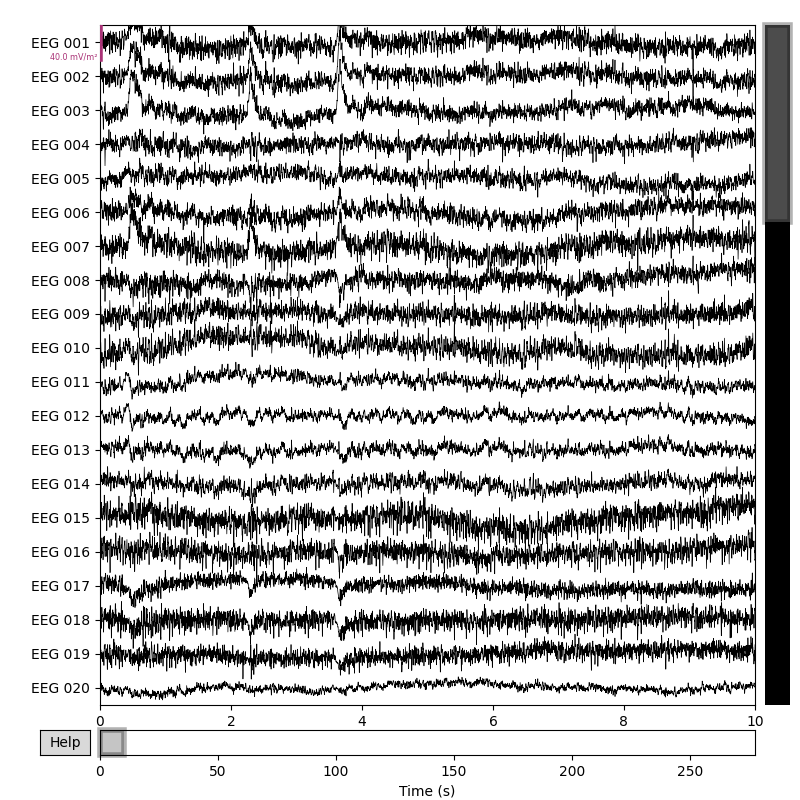 EEG 001
40.0 mV/m²
EEG 002
EEG 003
EEG 004
EEG 005
EEG 006
EEG 007
EEG 008
EEG 009
EEG 010
EEG 011
EEG 012
EEG 013
EEG 014
EEG 015
EEG 016
EEG 017
EEG 018
EEG 019
EEG 020
0 2 4 6 8 10
Help
0 50 100 150 200 250
Time (s)